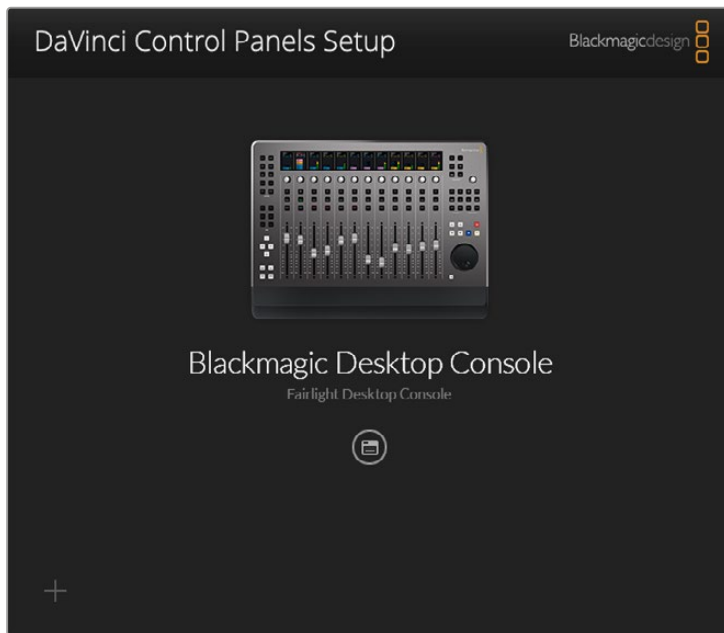 DaVinci Control Panels Setup
Blackmagicdesign
Blackmagic Desktop Console
Fairlight Desktop Console